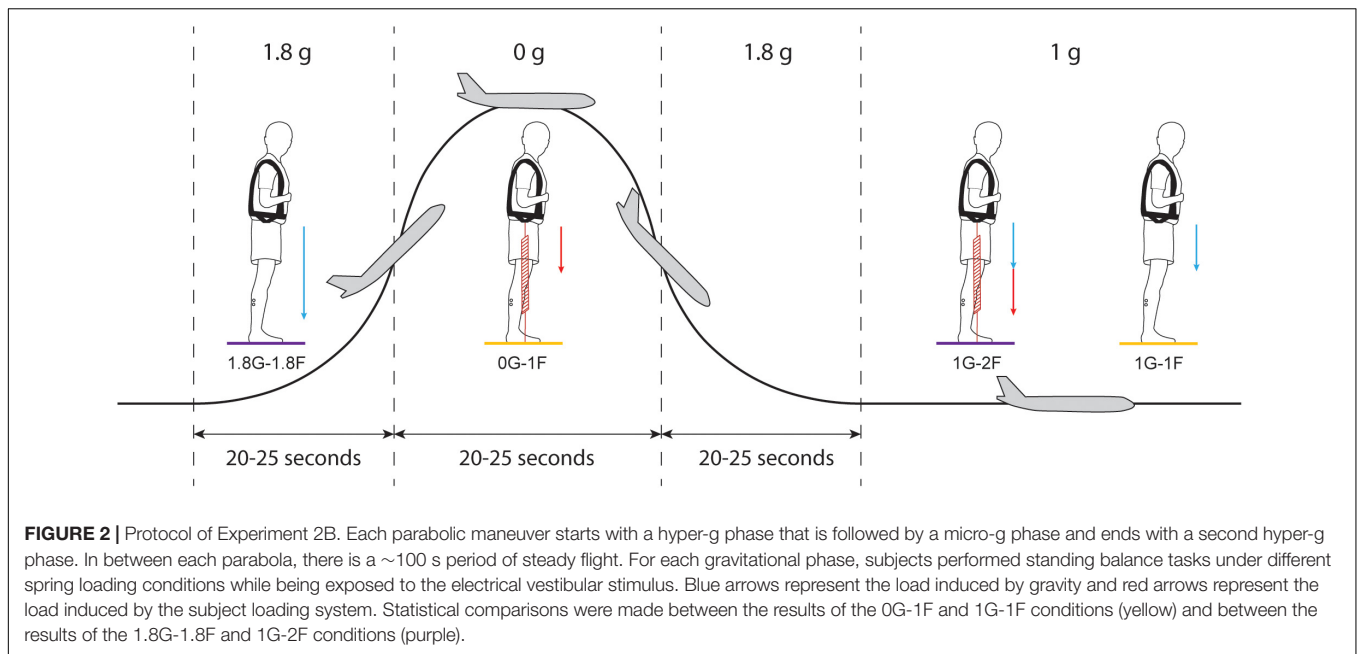 1.8 g
0 g
1.8 g
1 g
1.8G-1.8F
0G-1F
1G-2F
1G-1F
20-25 seconds
20-25 seconds
20-25 seconds
FIGURE 2 | Protocol of Experiment 2B. Each parabolic maneuver starts with a hyper-g phase that is followed by a micro-g phase and ends with a second hyper-g
phase. In between each parabola, there is a ∼100 s period of steady flight. For each gravitational phase, subjects performed standing balance tasks under different
spring loading conditions while being exposed to the electrical vestibular stimulus. Blue arrows represent the load induced by gravity and red arrows represent the
load induced by the subject loading system. Statistical comparisons were made between the results of the 0G-1F and 1G-1F conditions (yellow) and between the
results of the 1.8G-1.8F and 1G-2F conditions (purple).